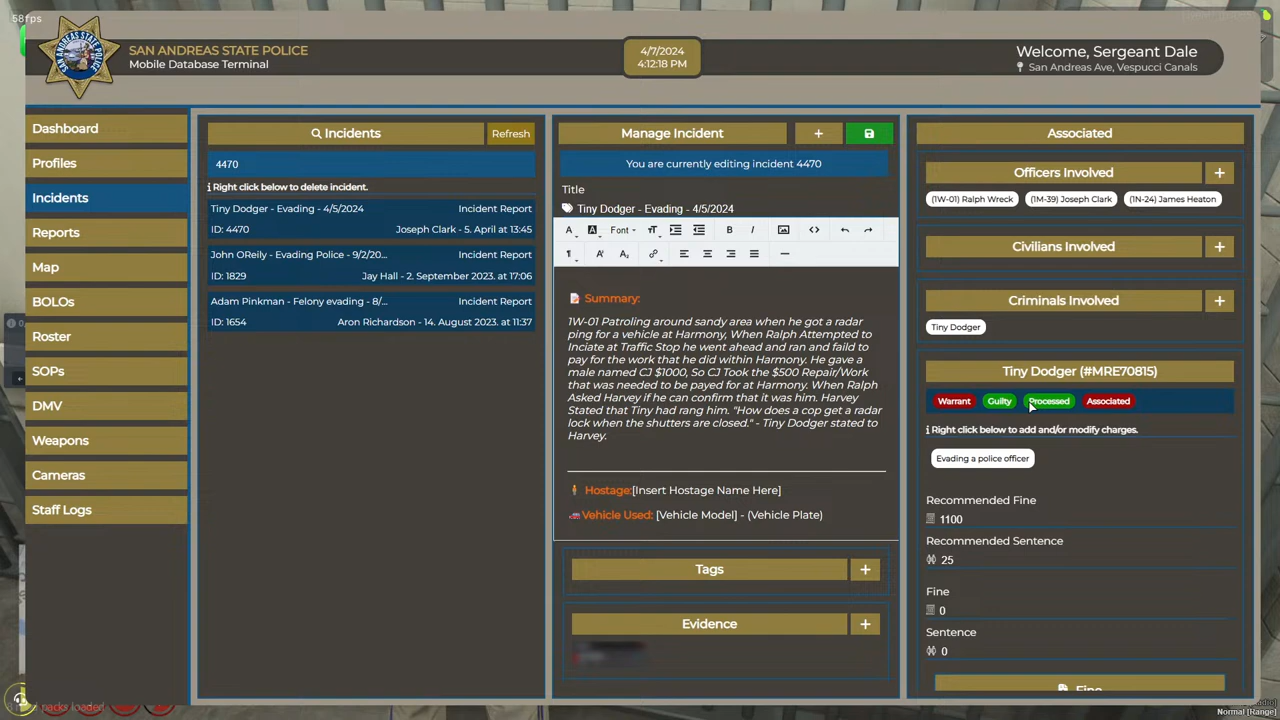 58fps
SAN ANDREAS STATE POLICE
Mobile Database Terminal
4/7/2024
4:12:18 PM
Welcome, Sergeant Dale
San Andreas Ave, Vespucci Canals
Dashboard
Profiles
Incidents
Reports
Map
BOLOs
Roster
SOPs
DMV
Weapons
Cameras
Staff Logs
Incidents
Refresh
4470
Right click below to delete incident.
Tiny Dodger - Evading - 4/5/2024 Incident Report
ID: 4470 Joseph Clark - 5. April at 13:45
John OReily - Evading Police - 9/2/20... Incident Report
ID: 1829 Jay Hall - 2. September 2023. at 17:06
Adam Pinkman - Felony evading - 8/... Incident Report
ID: 1654 Aron Richardson - 14. August 2023. at 11:37
Manage Incident
You are currently editing incident 4470
Title
Tiny Dodger - Evading - 4/5/2024
Font
Summary:
1W-01 Patroling around sandy area when he got a radar
ping for a vehicle at Harmony, When Ralph Attempted to
Inciate at Traffic Stop he went ahead and ran and faild to
pay for the work that he did within Harmony. He gave a
male named CJ $1000, So CJ Took the $500 Repair/Work
that was needed to be payed for at Harmony. When Ralph
Asked Harvey if he can confirm that it was him. Harvey
Stated that Tiny had rang him. "How does a cop get a radar
lock when the shutters are closed." - Tiny Dodger stated to
Harvey.
Hostage:[Insert Hostage Name Here]
Vehicle Used: [Vehicle Model] - (Vehicle Plate)
Tags
Evidence
Associated
Officers Involved
(1W-01) Ralph Wreck (1M-39) Joseph Clark (1N-24) James Heaton
Civilians Involved
Criminals Involved
Tiny Dodger
Tiny Dodger (#MRE70815)
Warrant Guilty Processed Associated
Right click below to add and/or modify charges.
Evading a police officer
Recommended Fine
1100
Recommended Sentence
25
Fine
0
Sentence
0
Fine
packs loaded
Normal [Range]